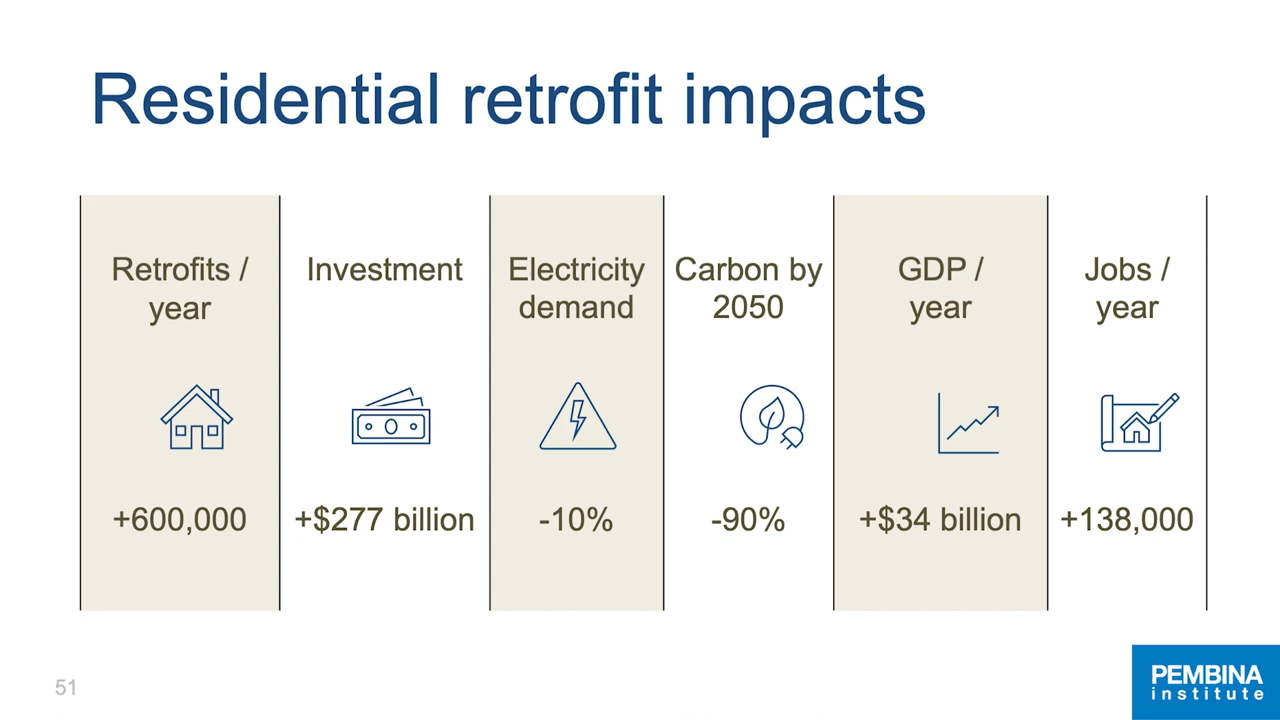 Residential retrofit impacts
Retrofits /
year
+600,000
Investment
+$277 billion
Electricity
demand
-10%
Carbon by
2050
-90%
GDP /
year
+$34 billion
Jobs /
year
+138,000
51
PEMBINA
institute